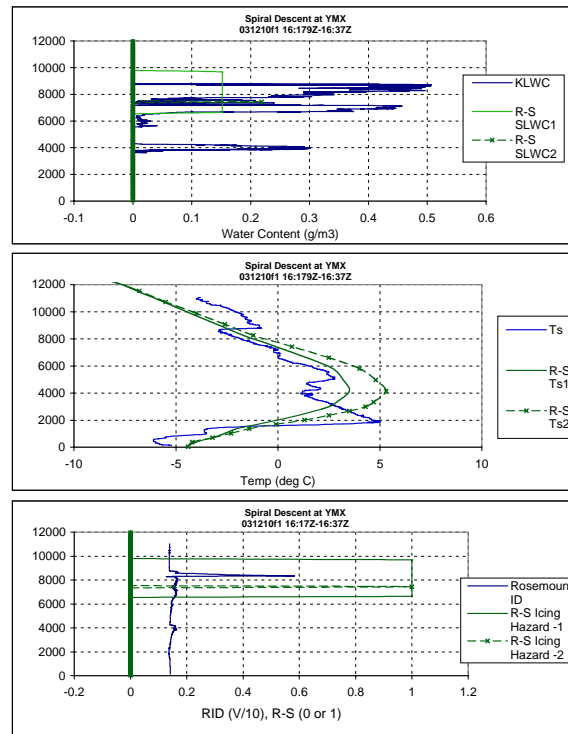 Spiral Descent at YMX
031210f1 16:179Z-16:37Z
12000
10000
8000
6000
4000
2000
0
-0.1 0 0.1 0.2 0.3 0.4 0.5 0.6
Water Content (g/m3)
KLWC
R-S
SLWC1
R-S
SLWC2
Spiral Descent at YMX
031210f1 16:179Z-16:37Z
12000
10000
8000
6000
4000
2000
0
-10 -5 0 5 10
Temp (deg C)
Ts
R-S
Ts1
R-S
Ts2
Spiral Descent at YMX
031210f1 16:17Z-16:37Z
12000
10000
8000
6000
4000
2000
0
-0.2 0 0.2 0.4 0.6 0.8 1 1.2
RID (V/10), R-S (0 or 1)
Rosemoun
ID
R-S Icing
Hazard -1
R-S Icing
Hazard -2